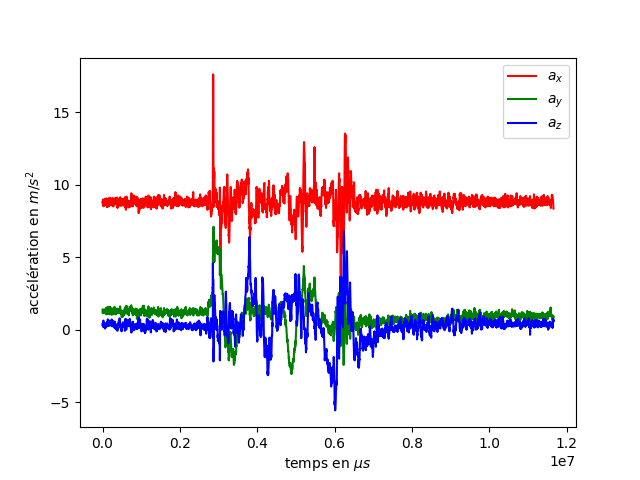 a_x
a_y
a_z
15
10
5
0
−5
accélération en m/s²
0.0 0.2 0.4 0.6 0.8 1.0 1.2
1e7
temps en μs